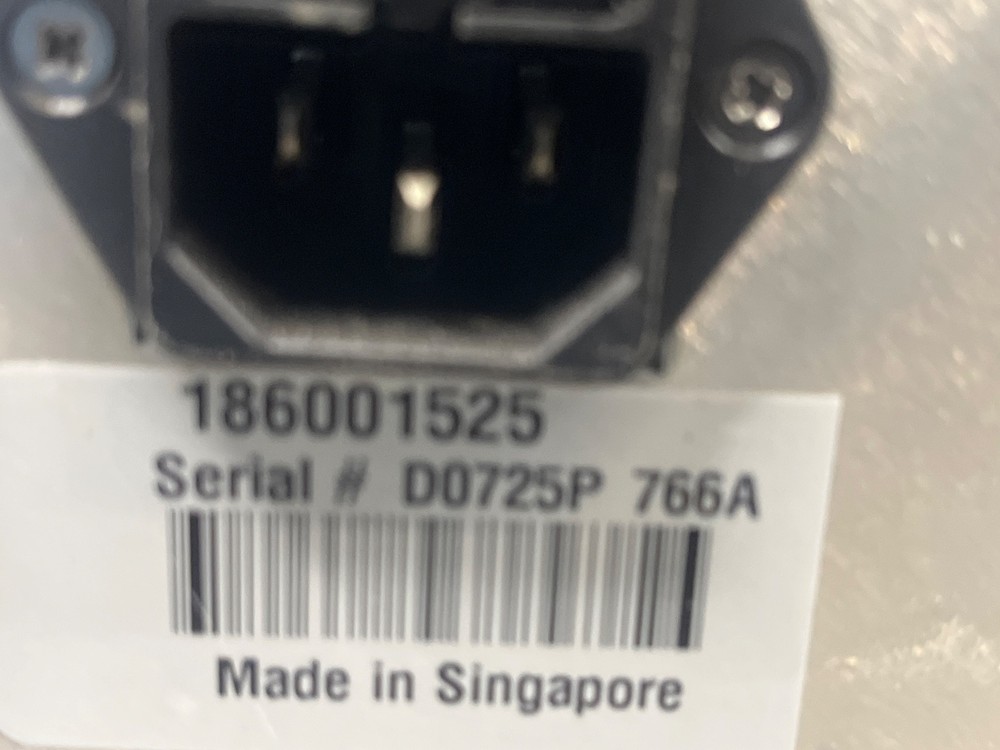 186001525
Serial # D0725P 766A
Made in Singapore